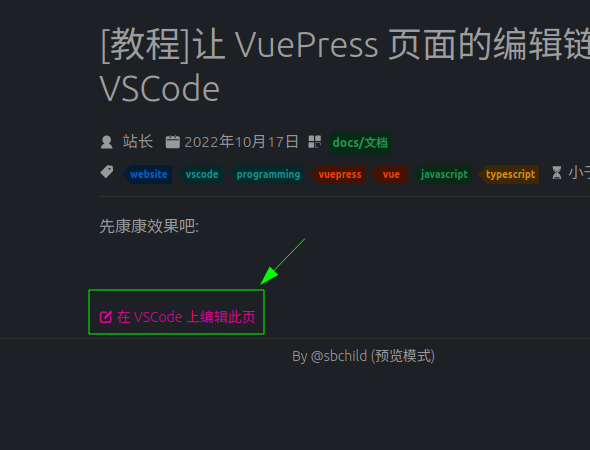 [教程]让 VuePress 页面的编辑链
VSCode
站长 2022年10月17日 docs/文档
website vscode programming vuepress vue javascript typescript 小于
先康康效果吧:
在 VSCode 上编辑此页
By @sbchild (预览模式)